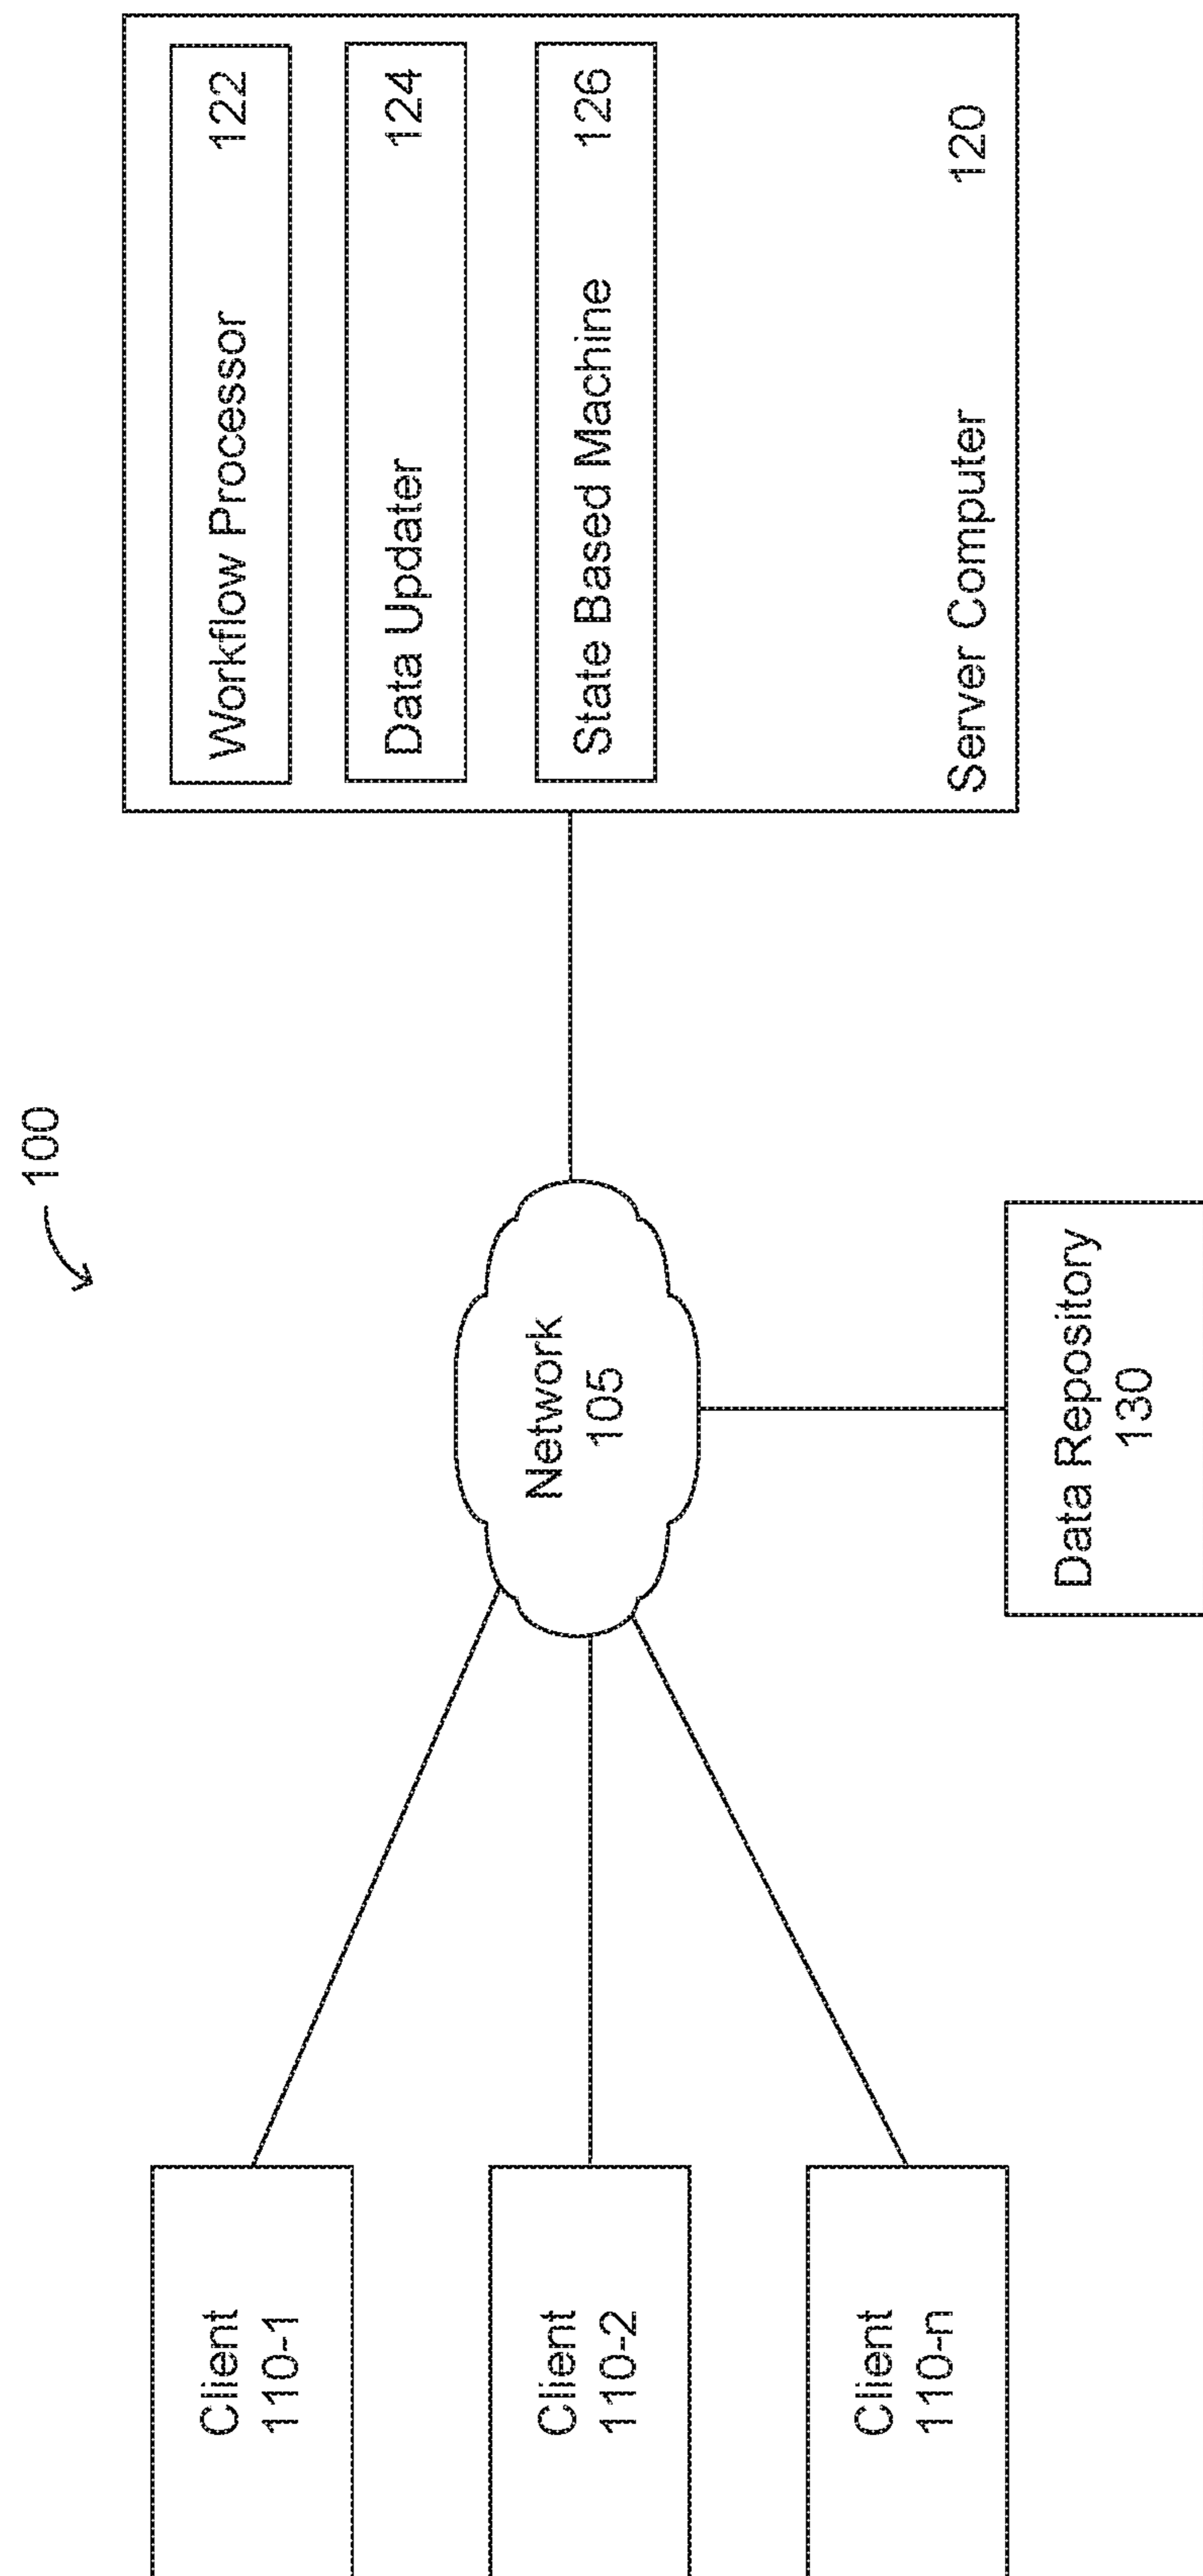 100
Client
110-1
Client
110-2
Client
110-n
Network
105
Data Repository
130
Workflow Processor 122
Data Updater 124
State Based Machine 126
Server Computer 120